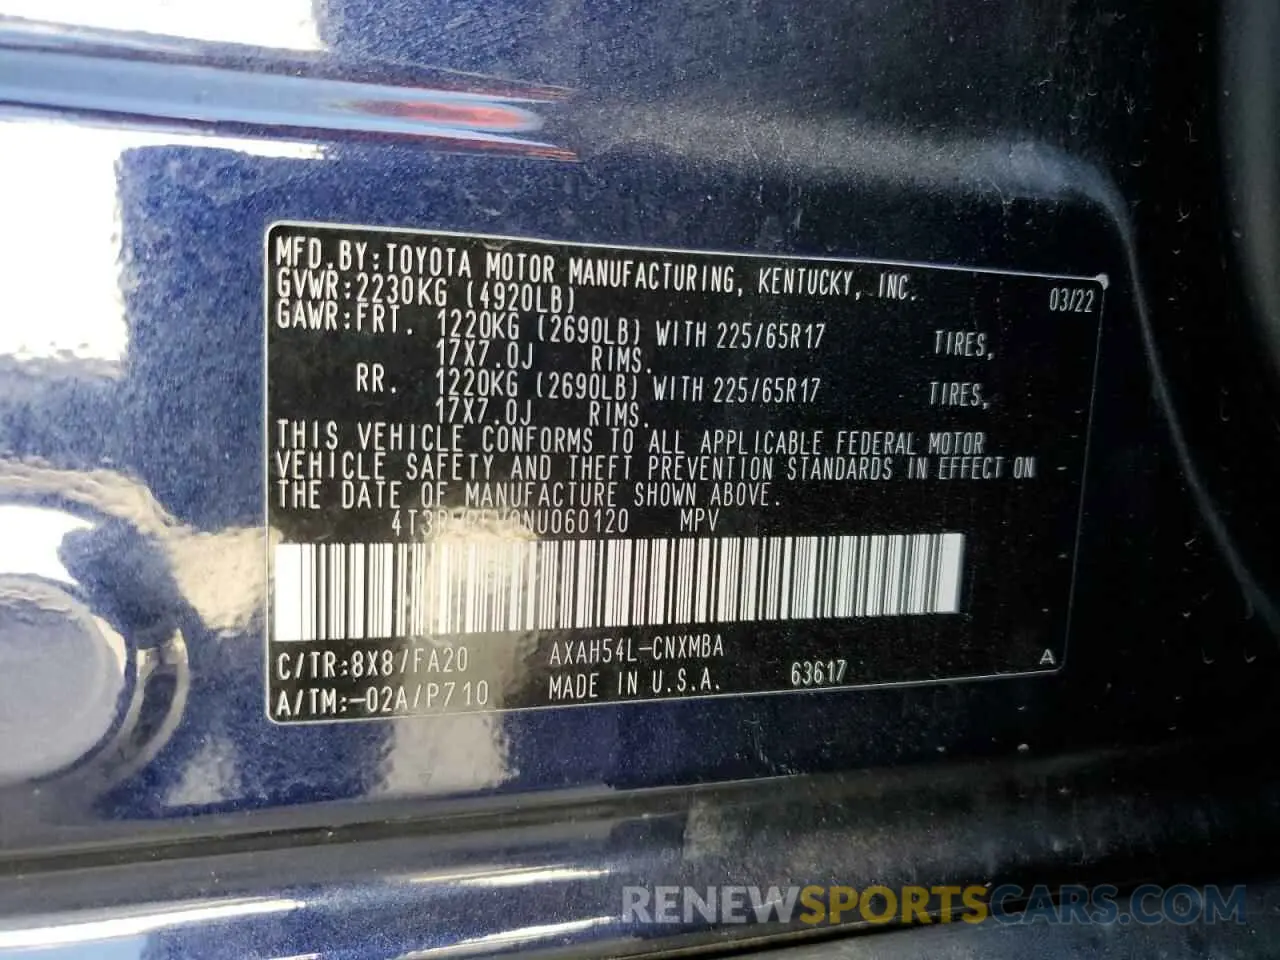 MFD.BY:TOYOTA MOTOR MANUFACTURING, KENTUCKY, INC.
GVWR:2230KG (4920LB) 03/22
GAWR:FRT. 1220KG (2690LB) WITH 225/65R17 TIRES,
17X7.0J RIMS.
RR. 1220KG (2690LB) WITH 225/65R17 TIRES,
17X7.0J RIMS.
THIS VEHICLE CONFORMS TO ALL APPLICABLE FEDERAL MOTOR
VEHICLE SAFETY AND THEFT PREVENTION STANDARDS IN EFFECT ON
THE DATE OF MANUFACTURE SHOWN ABOVE.
MPV
C/TR:8X8/FA20 AXAH54L-CNXMBA
A/TM:-02A/P710 MADE IN U.S.A. 63617 A
RENEWSPORTSCARS.COM